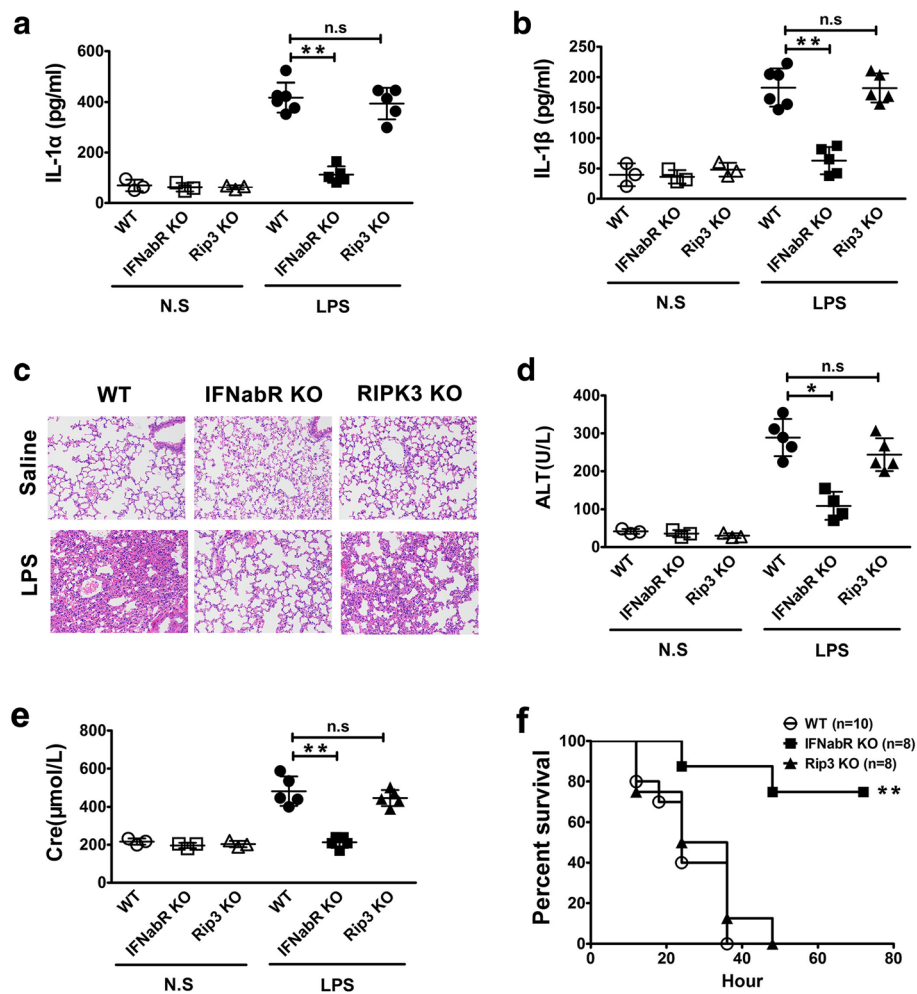 a
n.s
**
IL-1α (pg/ml)
600
400
200
0
WT
IFNabR KO
Rip3 KO
WT
IFNabR KO
Rip3 KO
N.S
LPS
b
n.s
**
IL-1β (pg/ml)
250
200
150
100
50
0
WT
IFNabR KO
Rip3 KO
WT
IFNabR KO
Rip3 KO
N.S
LPS
c
WT IFNabR KO RIPK3 KO
Saline
LPS
d
n.s
*
ALT(U/L)
400
300
200
100
0
WT
IFNabR KO
Rip3 KO
WT
IFNabR KO
Rip3 KO
N.S
LPS
e
n.s
**
Cre(μmol/L)
800
600
400
200
0
WT
IFNabR KO
Rip3 KO
WT
IFNabR KO
Rip3 KO
N.S
LPS
f
WT (n=10)
IFNabR KO (n=8)
Rip3 KO (n=8)
**
Percent survival
100
80
60
40
20
0
0 20 40 60 80
Hour